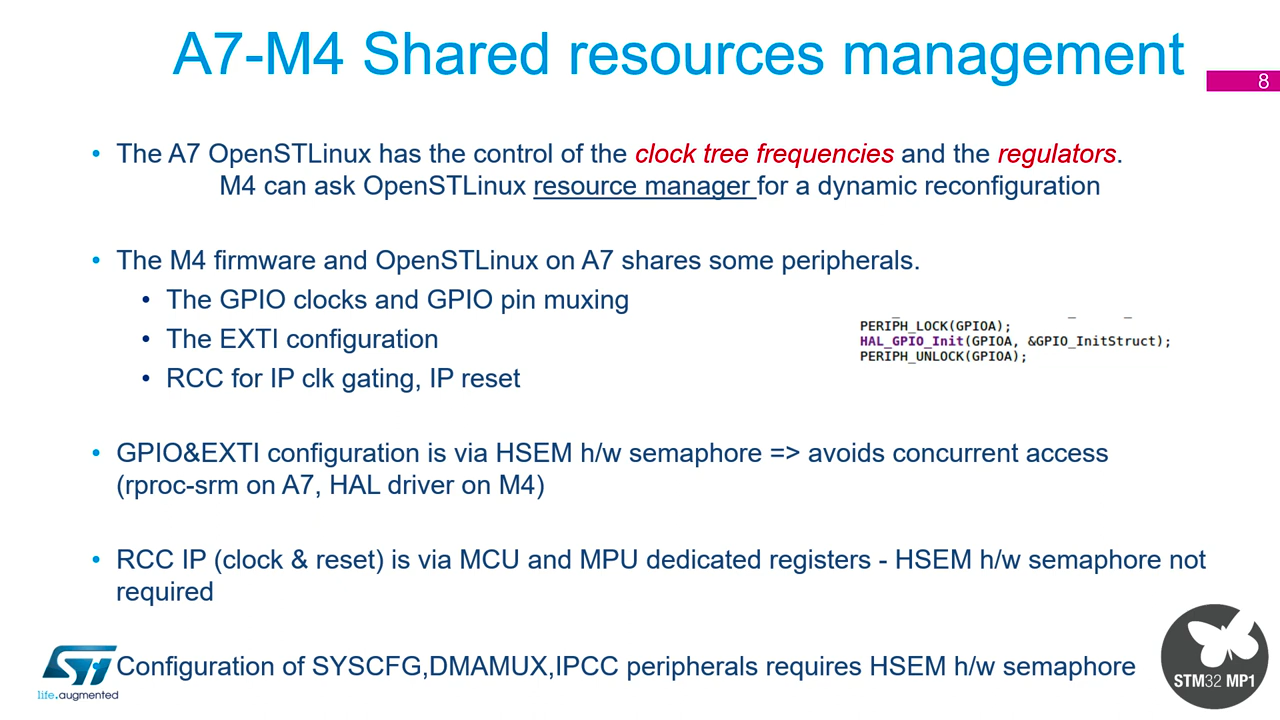 A7-M4 Shared resources management
8
• The A7 OpenSTLinux has the control of the clock tree frequencies and the regulators.
M4 can ask OpenSTLinux resource manager for a dynamic reconfiguration
• The M4 firmware and OpenSTLinux on A7 shares some peripherals.
• The GPIO clocks and GPIO pin muxing
• The EXTI configuration
• RCC for IP clk gating, IP reset
PERIPH_LOCK(GPIOA);
HAL_GPIO_Init(GPIOA, &GPIO_InitStruct);
PERIPH_UNLOCK(GPIOA);
• GPIO&EXTI configuration is via HSEM h/w semaphore => avoids concurrent access
(rproc-srm on A7, HAL driver on M4)
• RCC IP (clock & reset) is via MCU and MPU dedicated registers - HSEM h/w semaphore not
required
Configuration of SYSCFG,DMAMUX,IPCC peripherals requires HSEM h/w semaphore
ST
life.augmented
STM32 MP1